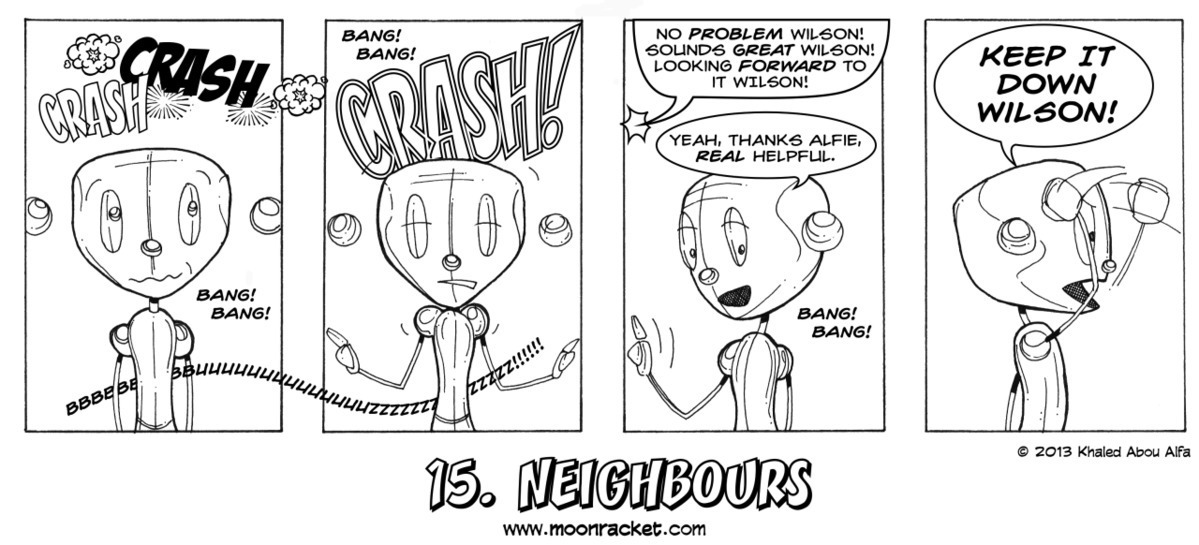 CRASH
CRASH
BANG!
BANG!
BBBBBBBBBUUUUUUUUUUUUUUUUZZZZZZZZZZZZ!!!!!!
BANG!
BANG!
CRASH!
NO PROBLEM WILSON!
SOUNDS GREAT WILSON!
LOOKING FORWARD TO
IT WILSON!
YEAH, THANKS ALFIE,
REAL HELPFUL.
BANG!
BANG!
KEEP IT
DOWN
WILSON!
© 2013 Khaled Abou Alfa
15. NEIGHBOURS
www.moonracket.com